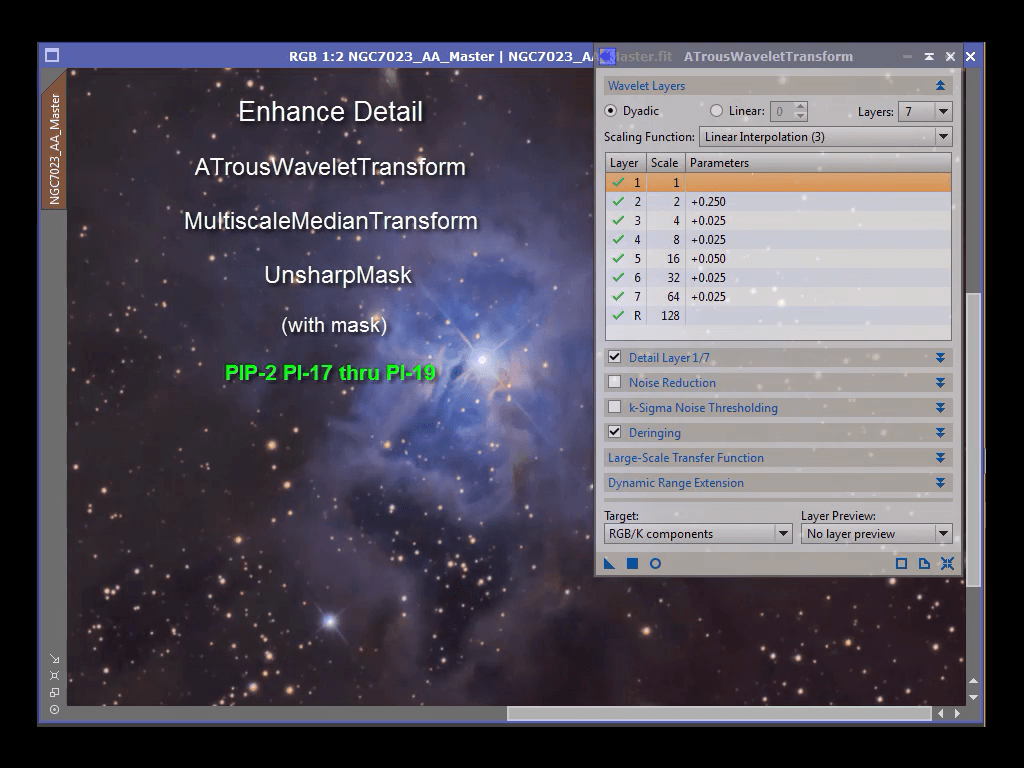 RGB 1:2 NGC7023_AA_Master | NGC7023_AA_Master.fit
ATrousWaveletTransform
NGC7023_AA_Master
Enhance Detail
ATrousWaveletTransform
MultiscaleMedianTransform
UnsharpMask
(with mask)
PIP-2 PI-17 thru PI-19
Wavelet Layers
Dyadic Linear: 0 Layers: 7
Scaling Function: Linear Interpolation (3)
Layer Scale Parameters
1 1
2 2 +0.250
3 4 +0.025
4 8 +0.025
5 16 +0.050
6 32 +0.025
7 64 +0.025
R 128
Detail Layer 1/7
Noise Reduction
k-Sigma Noise Thresholding
Deringing
Large-Scale Transfer Function
Dynamic Range Extension
Target: Layer Preview:
RGB/K components No layer preview